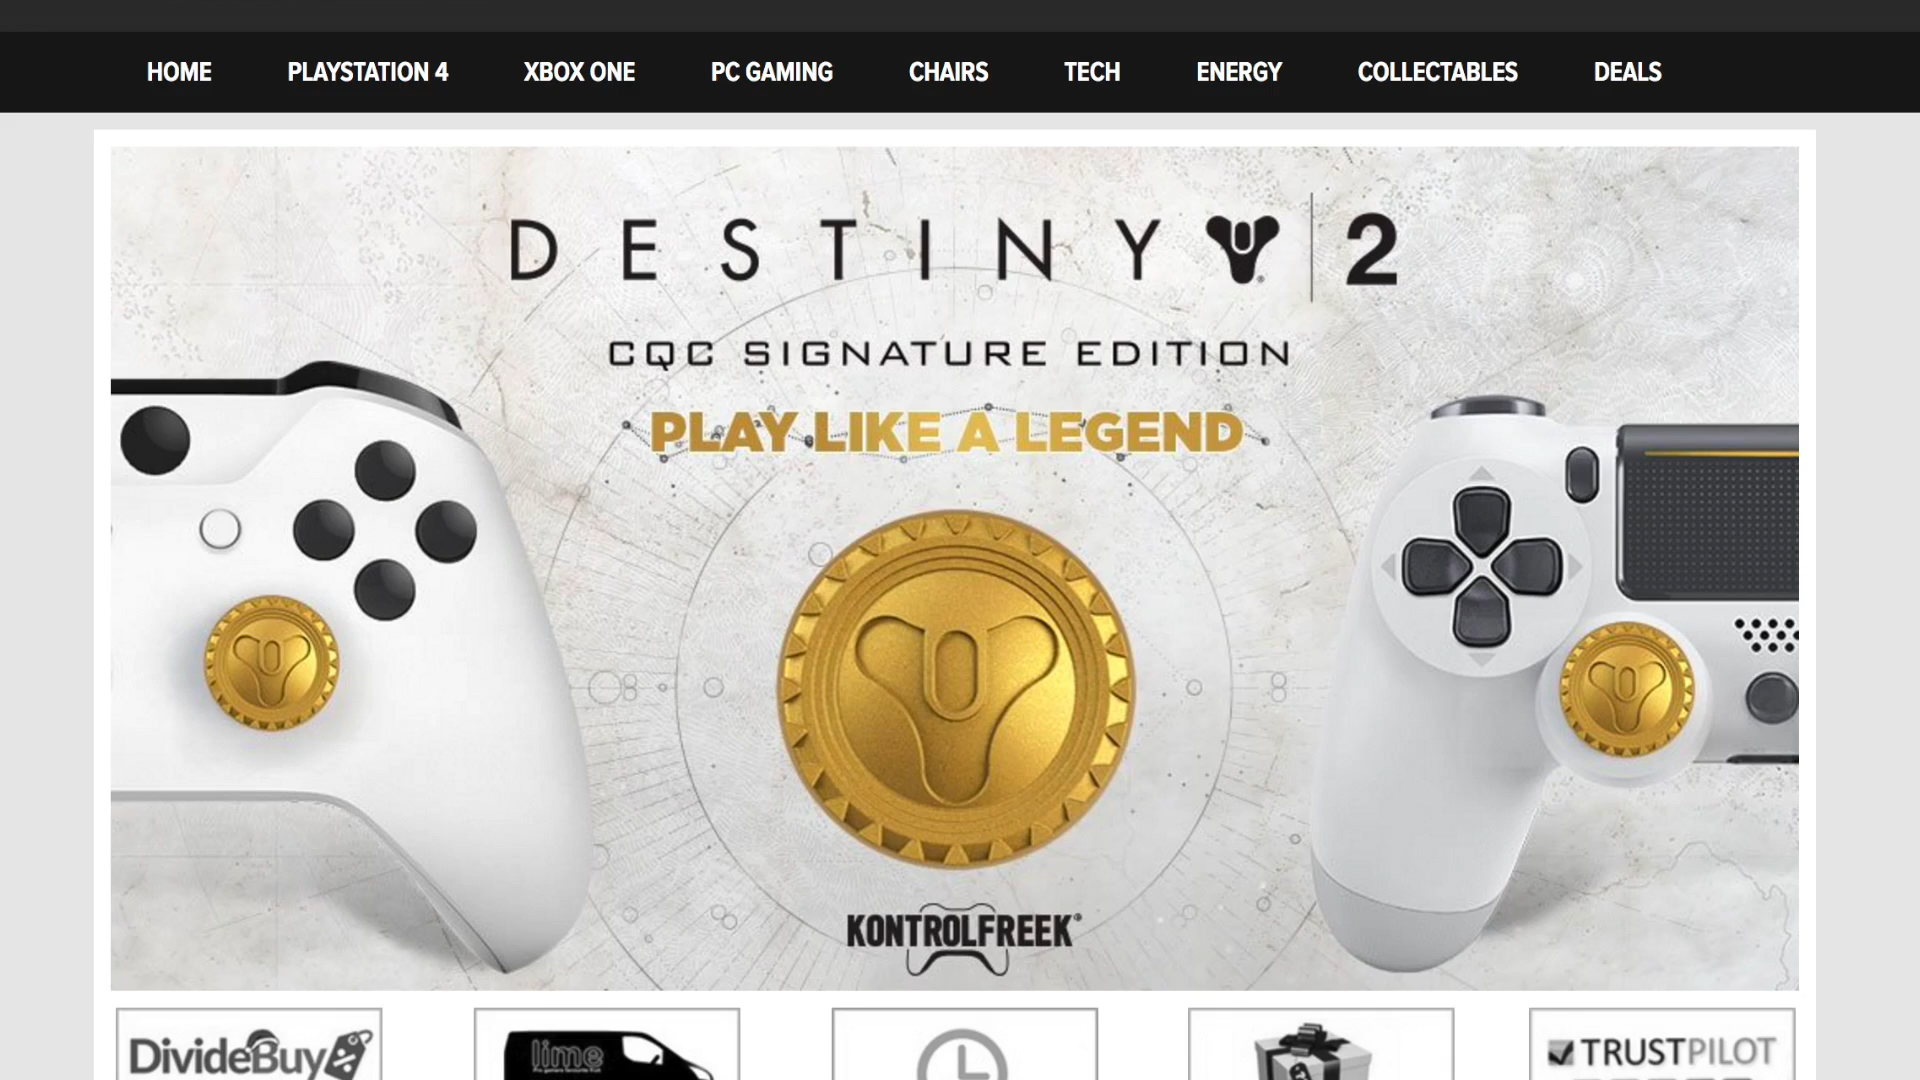 HOME PLAYSTATION 4 XBOX ONE PC GAMING CHAIRS TECH ENERGY COLLECTABLES DEALS
DESTINY 2
CQC SIGNATURE EDITION
PLAY LIKE A LEGEND
KONTROLFREEK®
DivideBuy lime TRUSTPILOT